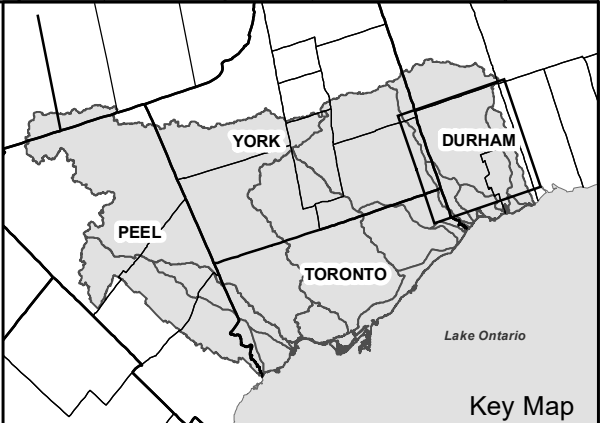 YORK
DURHAM
PEEL
TORONTO
Lake Ontario
Key Map